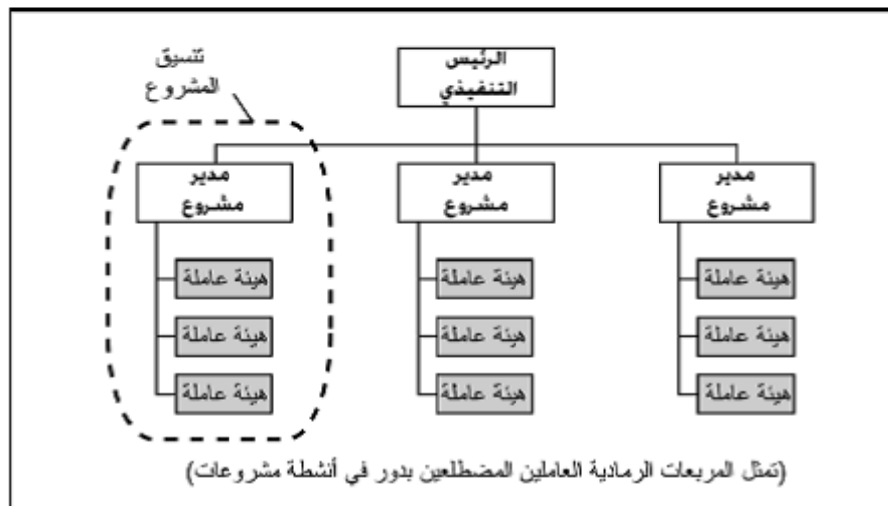 الرئيس
التنفيذي
تنسيق
المشروع
مدير
مشروع
مدير
مشروع
مدير
مشروع
هيئة عاملة
هيئة عاملة
هيئة عاملة
هيئة عاملة
هيئة عاملة
هيئة عاملة
هيئة عاملة
هيئة عاملة
هيئة عاملة
(تمثل المربعات الرمادية العاملين المضطلعين بدور في أنشطة مشروعات)